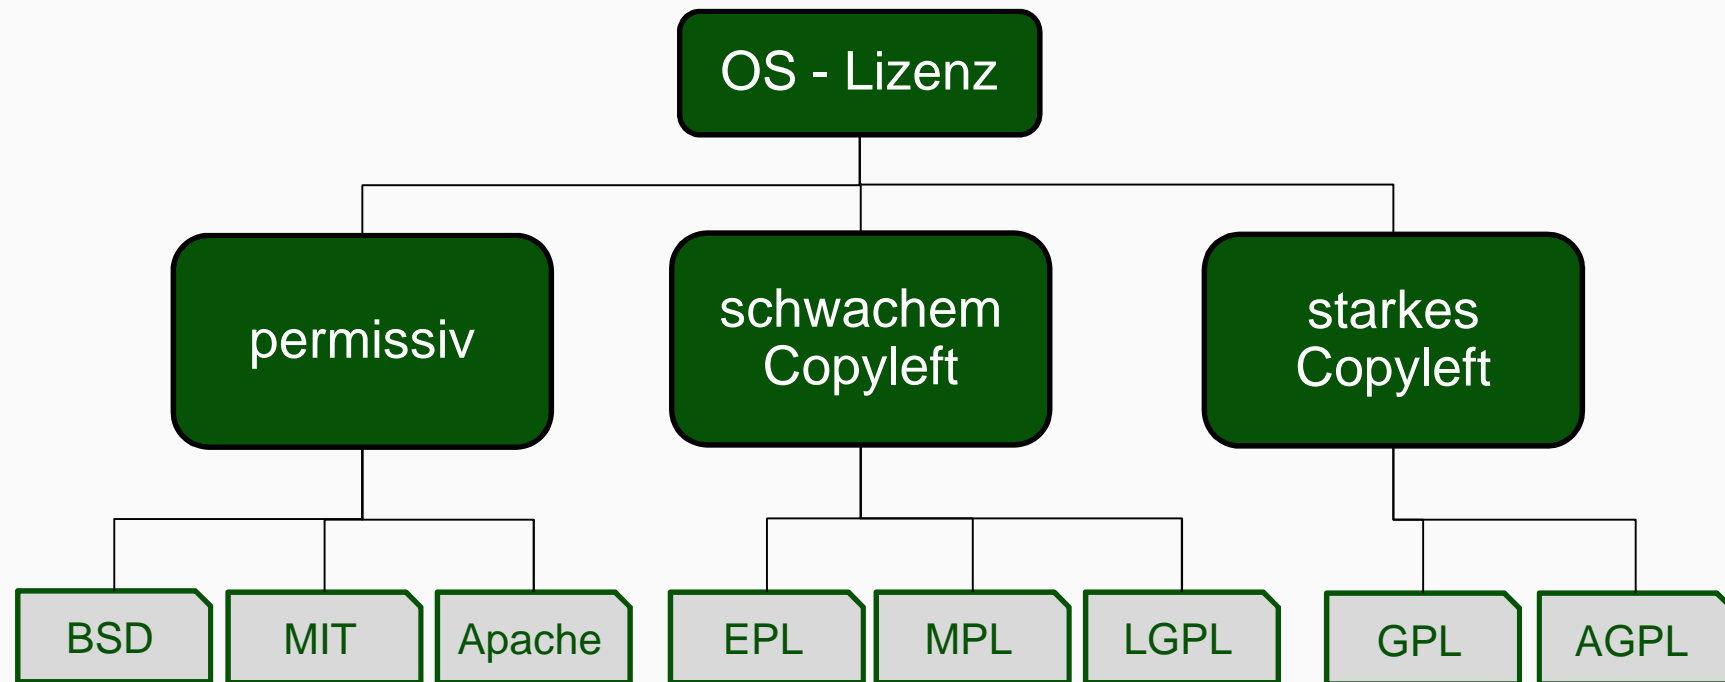 OS - Lizenz
permissiv
schwachem
Copyleft
starkes
Copyleft
BSD
MIT
Apache
EPL
MPL
LGPL
GPL
AGPL